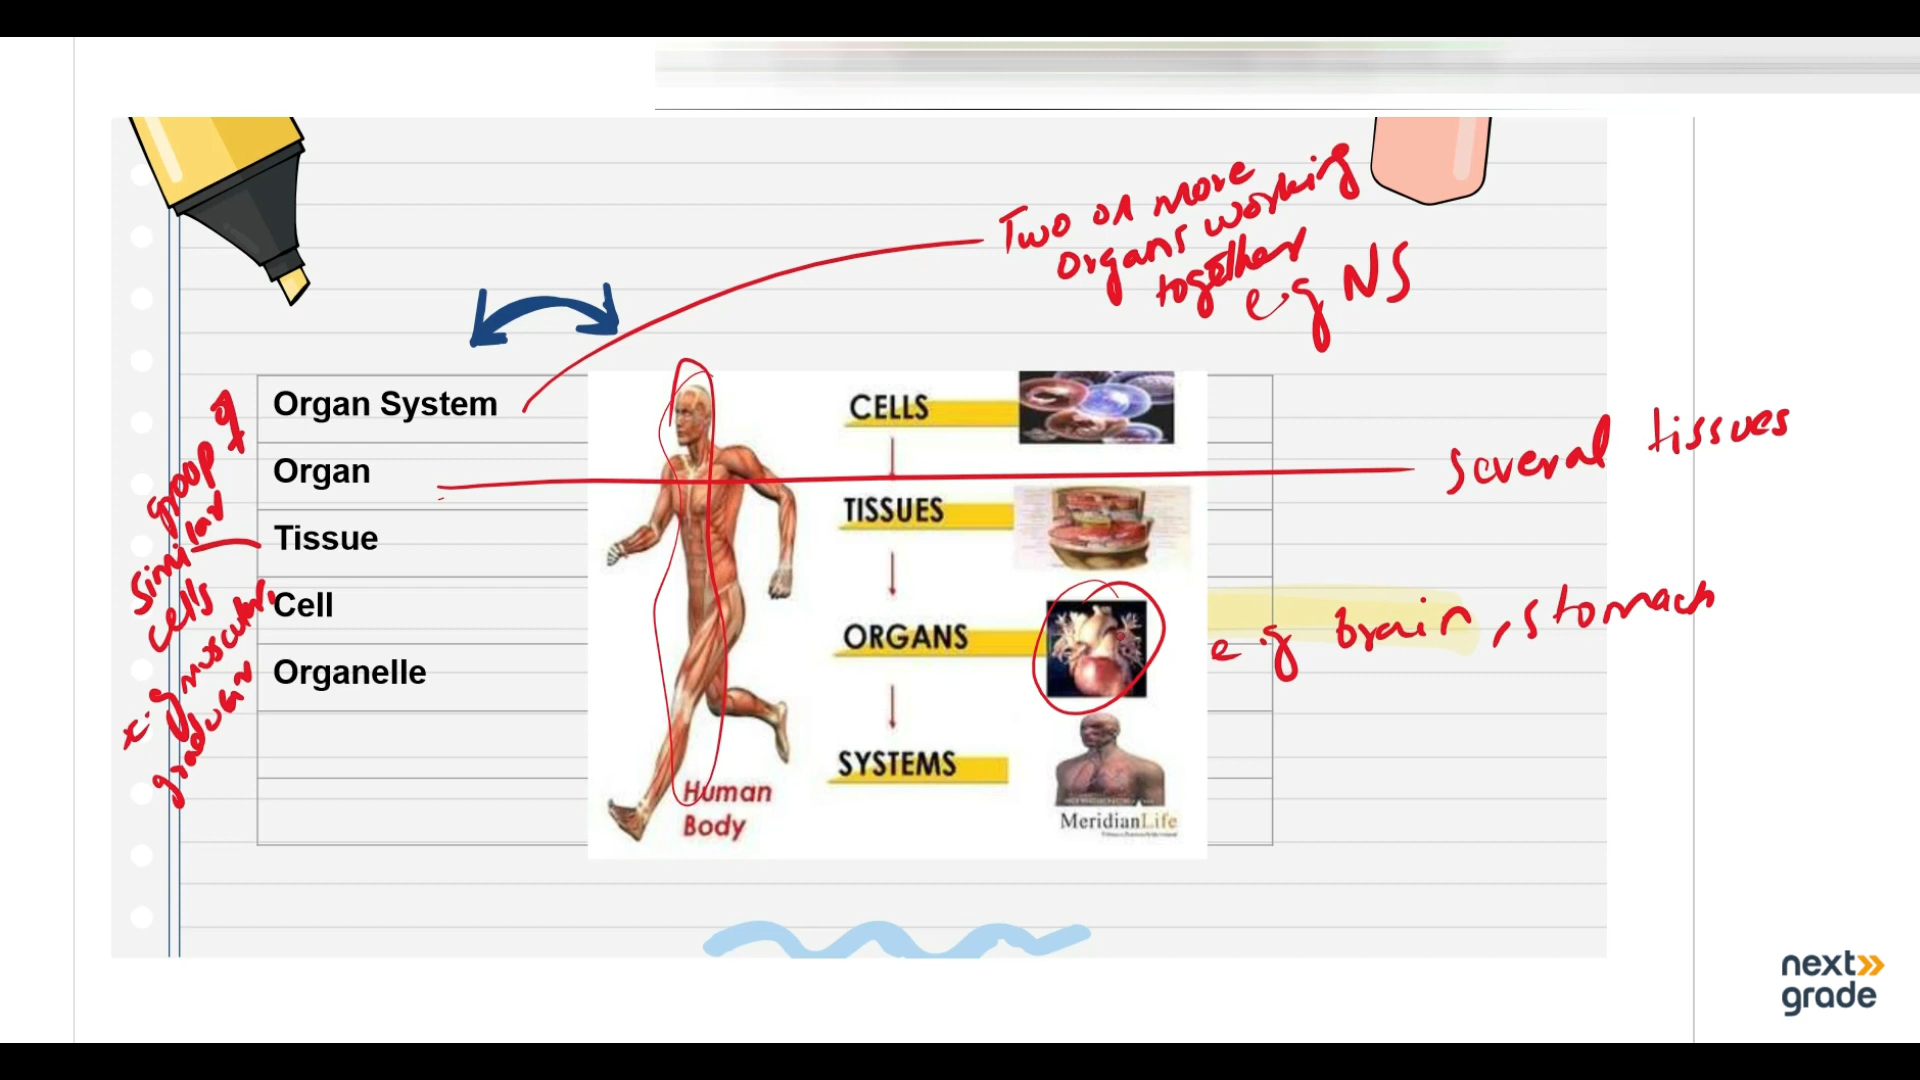 Two or more
organs working
together
e.g NS
Organ System
Organ
Tissue
Cell
Organelle
group of
similar
cells
e.g muscular,
CELLS
TISSUES
ORGANS
SYSTEMS
Human
Body
MeridianLife
several tissues
e.g brain, stomach
next
grade